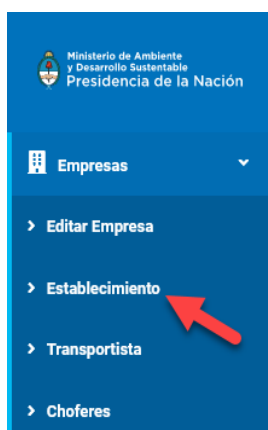 Ministerio de Ambiente
y Desarrollo Sustentable
Presidencia de la Nación
Empresas
Editar Empresa
Establecimiento
Transportista
Choferes